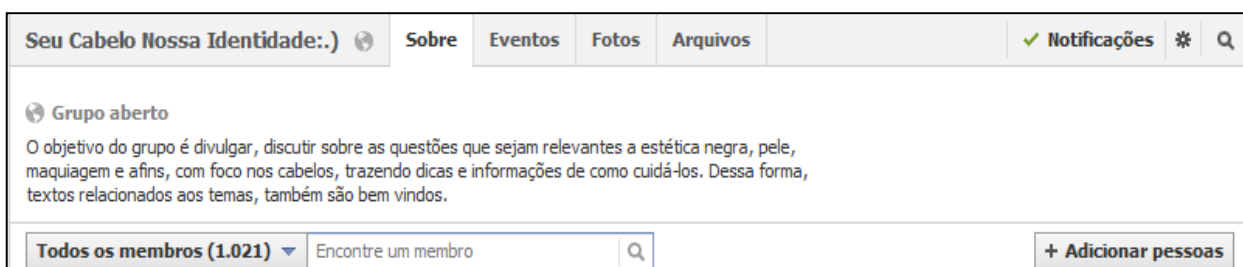 Seu Cabelo Nossa Identidade:.) Sobre Eventos Fotos Arquivos Notificações
Grupo aberto
O objetivo do grupo é divulgar, discutir sobre as questões que sejam relevantes a estética negra, pele,
maquiagem e afins, com foco nos cabelos, trazendo dicas e informações de como cuidá-los. Dessa forma,
textos relacionados aos temas, também são bem vindos.
Todos os membros (1.021) Encontre um membro + Adicionar pessoas